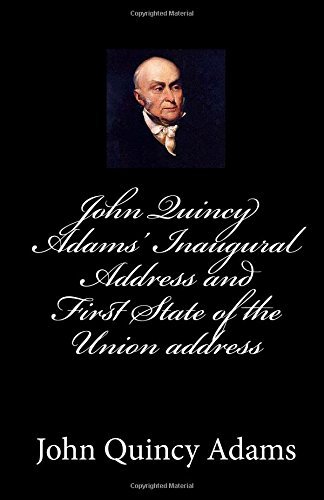 John Quincy
Adams' Inaugural
Address and
First State of the
Union address
John Quincy Adams